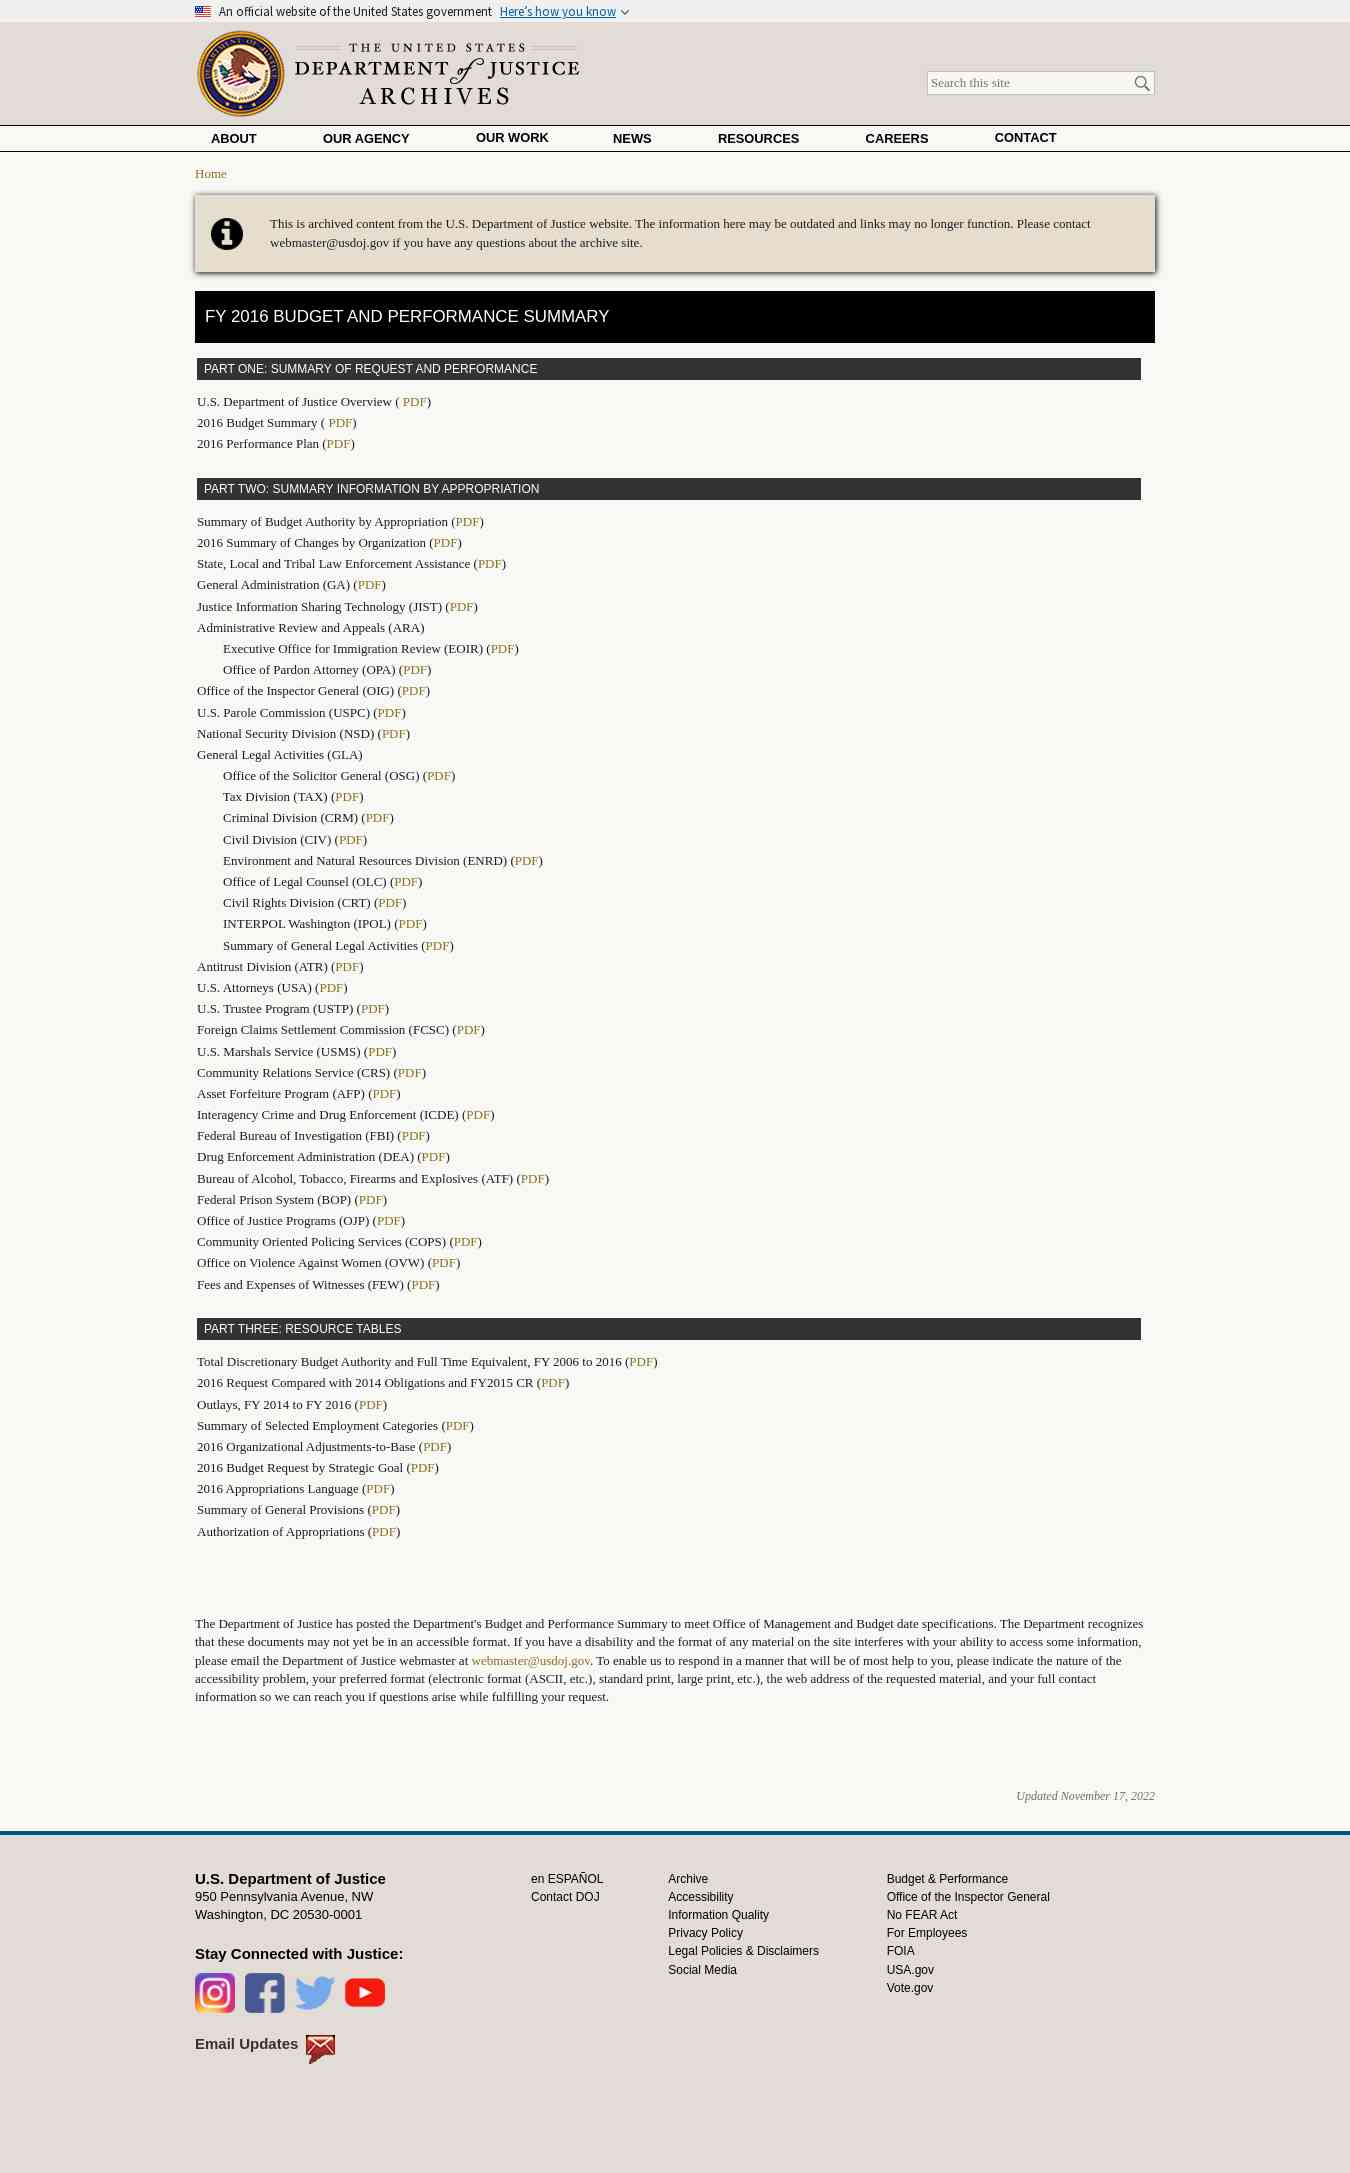 An official website of the United States government Here's how you know
THE UNITED STATES
DEPARTMENT of JUSTICE
ARCHIVES
Search this site
ABOUT OUR AGENCY OUR WORK NEWS RESOURCES CAREERS CONTACT
Home
This is archived content from the U.S. Department of Justice website. The information here may be outdated and links may no longer function. Please contact
webmaster@usdoj.gov if you have any questions about the archive site.
FY 2016 BUDGET AND PERFORMANCE SUMMARY
PART ONE: SUMMARY OF REQUEST AND PERFORMANCE
U.S. Department of Justice Overview ( PDF)
2016 Budget Summary ( PDF)
2016 Performance Plan (PDF)
PART TWO: SUMMARY INFORMATION BY APPROPRIATION
Summary of Budget Authority by Appropriation (PDF)
2016 Summary of Changes by Organization (PDF)
State, Local and Tribal Law Enforcement Assistance (PDF)
General Administration (GA) (PDF)
Justice Information Sharing Technology (JIST) (PDF)
Administrative Review and Appeals (ARA)
Executive Office for Immigration Review (EOIR) (PDF)
Office of Pardon Attorney (OPA) (PDF)
Office of the Inspector General (OIG) (PDF)
U.S. Parole Commission (USPC) (PDF)
National Security Division (NSD) (PDF)
General Legal Activities (GLA)
Office of the Solicitor General (OSG) (PDF)
Tax Division (TAX) (PDF)
Criminal Division (CRM) (PDF)
Civil Division (CIV) (PDF)
Environment and Natural Resources Division (ENRD) (PDF)
Office of Legal Counsel (OLC) (PDF)
Civil Rights Division (CRT) (PDF)
INTERPOL Washington (IPOL) (PDF)
Summary of General Legal Activities (PDF)
Antitrust Division (ATR) (PDF)
U.S. Attorneys (USA) (PDF)
U.S. Trustee Program (USTP) (PDF)
Foreign Claims Settlement Commission (FCSC) (PDF)
U.S. Marshals Service (USMS) (PDF)
Community Relations Service (CRS) (PDF)
Asset Forfeiture Program (AFP) (PDF)
Interagency Crime and Drug Enforcement (ICDE) (PDF)
Federal Bureau of Investigation (FBI) (PDF)
Drug Enforcement Administration (DEA) (PDF)
Bureau of Alcohol, Tobacco, Firearms and Explosives (ATF) (PDF)
Federal Prison System (BOP) (PDF)
Office of Justice Programs (OJP) (PDF)
Community Oriented Policing Services (COPS) (PDF)
Office on Violence Against Women (OVW) (PDF)
Fees and Expenses of Witnesses (FEW) (PDF)
PART THREE: RESOURCE TABLES
Total Discretionary Budget Authority and Full Time Equivalent, FY 2006 to 2016 (PDF)
2016 Request Compared with 2014 Obligations and FY2015 CR (PDF)
Outlays, FY 2014 to FY 2016 (PDF)
Summary of Selected Employment Categories (PDF)
2016 Organizational Adjustments-to-Base (PDF)
2016 Budget Request by Strategic Goal (PDF)
2016 Appropriations Language (PDF)
Summary of General Provisions (PDF)
Authorization of Appropriations (PDF)
The Department of Justice has posted the Department's Budget and Performance Summary to meet Office of Management and Budget date specifications. The Department recognizes
that these documents may not yet be in an accessible format. If you have a disability and the format of any material on the site interferes with your ability to access some information,
please email the Department of Justice webmaster at webmaster@usdoj.gov. To enable us to respond in a manner that will be of most help to you, please indicate the nature of the
accessibility problem, your preferred format (electronic format (ASCII, etc.), standard print, large print, etc.), the web address of the requested material, and your full contact
information so we can reach you if questions arise while fulfilling your request.
Updated November 17, 2022
U.S. Department of Justice
950 Pennsylvania Avenue, NW
Washington, DC 20530-0001
Stay Connected with Justice:
Email Updates
en ESPAÑOL
Contact DOJ
Archive
Accessibility
Information Quality
Privacy Policy
Legal Policies & Disclaimers
Social Media
Budget & Performance
Office of the Inspector General
No FEAR Act
For Employees
FOIA
USA.gov
Vote.gov